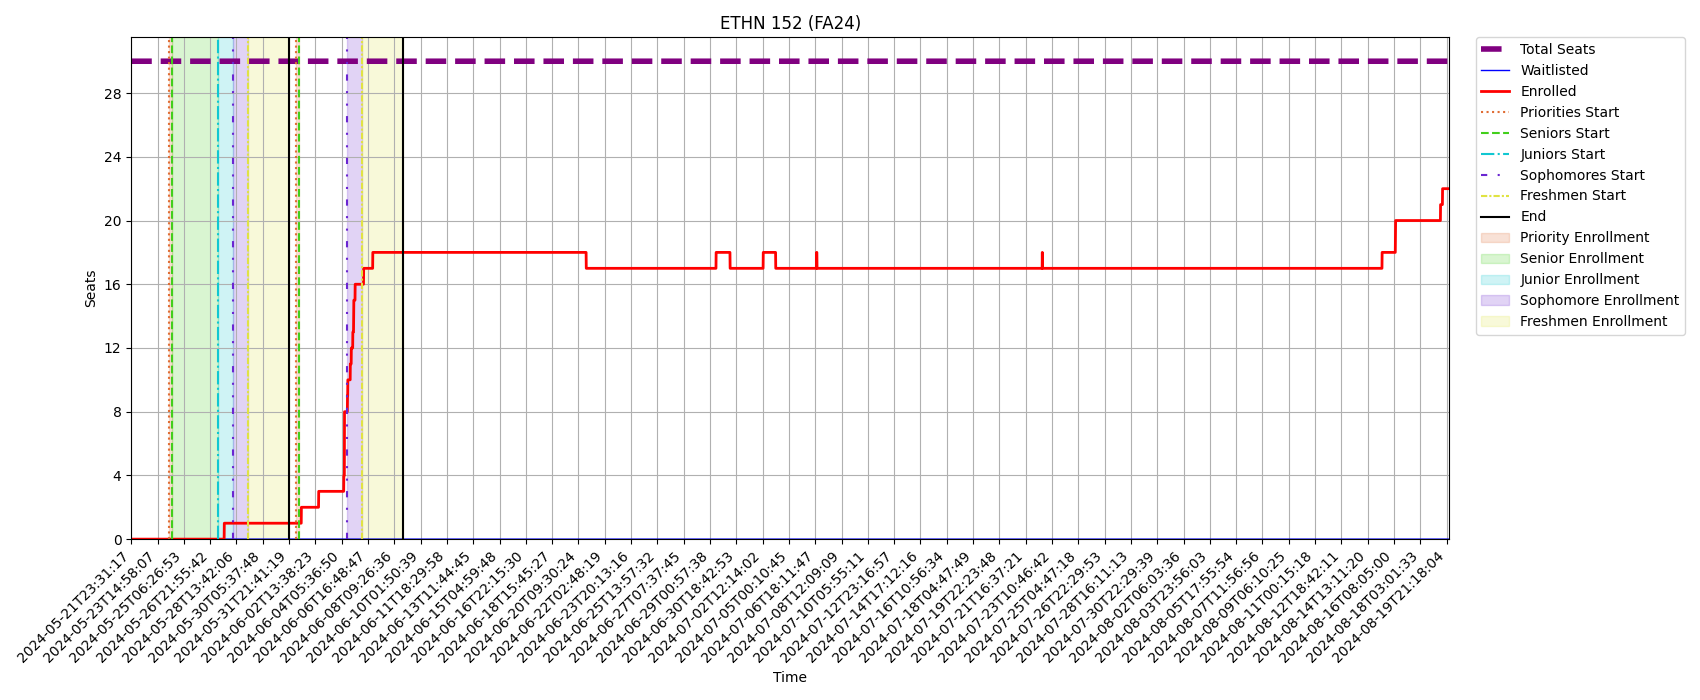 ETHN 152 (FA24)
Seats
28
24
20
16
12
8
4
0
2024-05-21T23:31:17
2024-05-23T14:58:07
2024-05-25T06:26:53
2024-05-26T21:55:42
2024-05-28T13:42:06
2024-05-30T05:37:48
2024-05-31T21:41:19
2024-06-02T13:38:23
2024-06-04T05:36:50
2024-06-06T16:48:47
2024-06-08T09:26:36
2024-06-10T01:50:39
2024-06-11T18:29:58
2024-06-13T11:44:45
2024-06-15T04:59:48
2024-06-16T22:15:30
2024-06-18T15:45:27
2024-06-20T09:30:24
2024-06-22T02:48:19
2024-06-23T20:13:16
2024-06-25T13:57:32
2024-06-27T07:37:45
2024-06-29T00:57:38
2024-06-30T18:42:53
2024-07-02T12:14:02
2024-07-05T00:10:45
2024-07-06T18:11:47
2024-07-08T12:09:09
2024-07-10T05:55:11
2024-07-12T23:16:57
2024-07-14T17:12:16
2024-07-16T10:56:34
2024-07-18T04:47:49
2024-07-19T22:23:48
2024-07-21T16:37:21
2024-07-23T10:46:42
2024-07-25T04:47:18
2024-07-26T22:29:53
2024-07-28T16:11:13
2024-07-30T22:29:39
2024-08-02T06:03:36
2024-08-03T23:56:03
2024-08-05T17:55:54
2024-08-07T11:56:56
2024-08-09T06:10:25
2024-08-11T00:15:18
2024-08-12T18:42:11
2024-08-14T13:11:20
2024-08-16T08:05:00
2024-08-18T03:01:33
2024-08-19T21:18:04
Time
Total Seats
Waitlisted
Enrolled
Priorities Start
Seniors Start
Juniors Start
Sophomores Start
Freshmen Start
End
Priority Enrollment
Senior Enrollment
Junior Enrollment
Sophomore Enrollment
Freshmen Enrollment